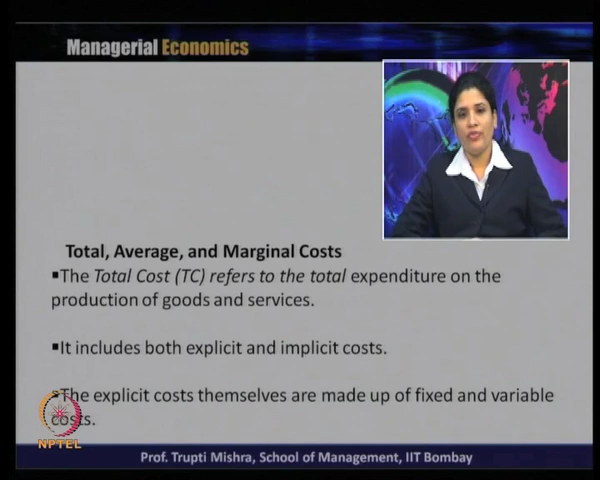 Managerial Economics
Total, Average, and Marginal Costs
▪The Total Cost (TC) refers to the total expenditure on the
production of goods and services.
▪It includes both explicit and implicit costs.
▪The explicit costs themselves are made up of fixed and variable
costs.
NPTEL
Prof. Trupti Mishra, School of Management, IIT Bombay